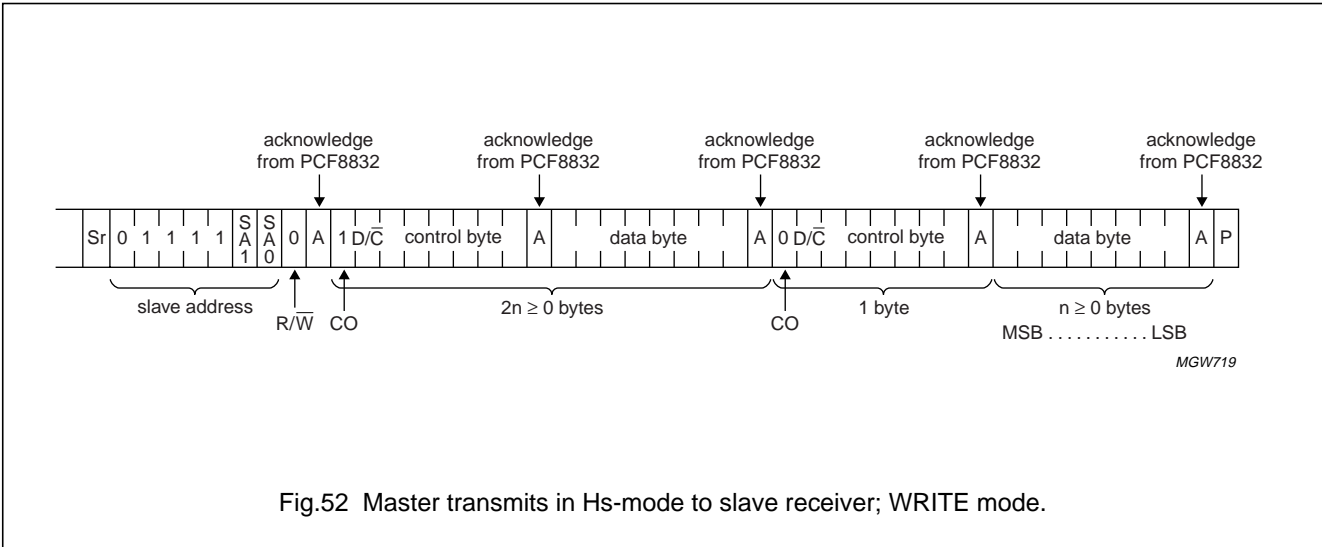 acknowledge acknowledge acknowledge acknowledge acknowledge
from PCF8832 from PCF8832 from PCF8832 from PCF8832 from PCF8832
Sr 0 1 1 1 1 SA1 SA0 0 A 1 D/C̅ control byte A data byte A 0 D/C̅ control byte A data byte A P
slave address 2n ≥ 0 bytes 1 byte n ≥ 0 bytes
R/W̅ CO CO MSB . . . . . . . . . . . LSB
MGW719
Fig.52 Master transmits in Hs-mode to slave receiver; WRITE mode.